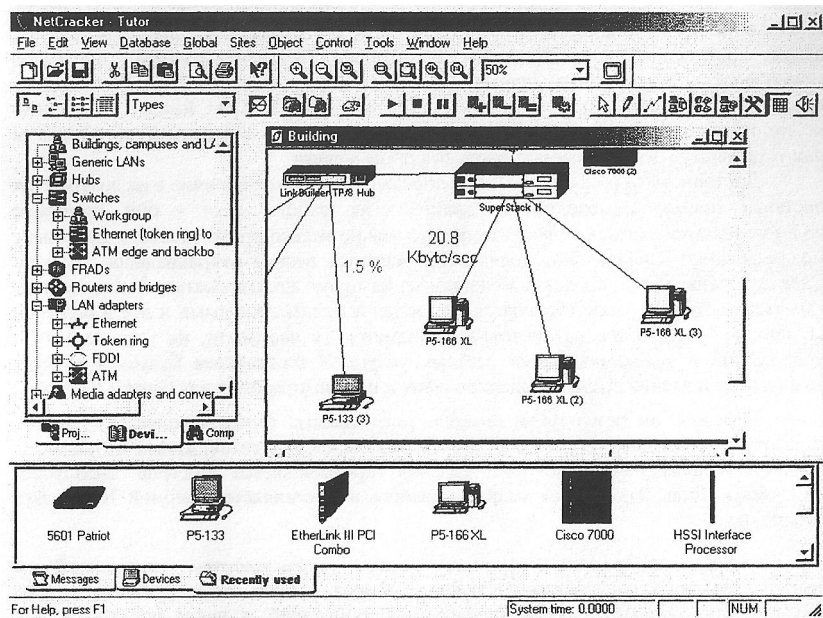 NetCracker - Tutor
File Edit View Database Global Sites Object Control Tools Window Help
50%
Types
Buildings, campuses and LA
Generic LANs
Hubs
Switches
Workgroup
Ethernet (token ring) to
ATM edge and backbo
FRADs
Routers and bridges
LAN adapters
Ethernet
Token ring
FDDI
ATM
Media adapters and conver
Proj... Devi... Comp
Building
LinkBuilder TP/8 Hub
SuperStack II
Cisco 7000 (2)
20.8
Kbyte/sec
1.5 %
P5-166 XL
P5-166 XL (3)
P5-166 XL (2)
P5-133 (3)
5601 Patriot
P5-133
EtherLink III PCI
Combo
P5-166 XL
Cisco 7000
HSSI Interface
Processor
Messages Devices Recently used
For Help, press F1
System time: 0.0000
NUM